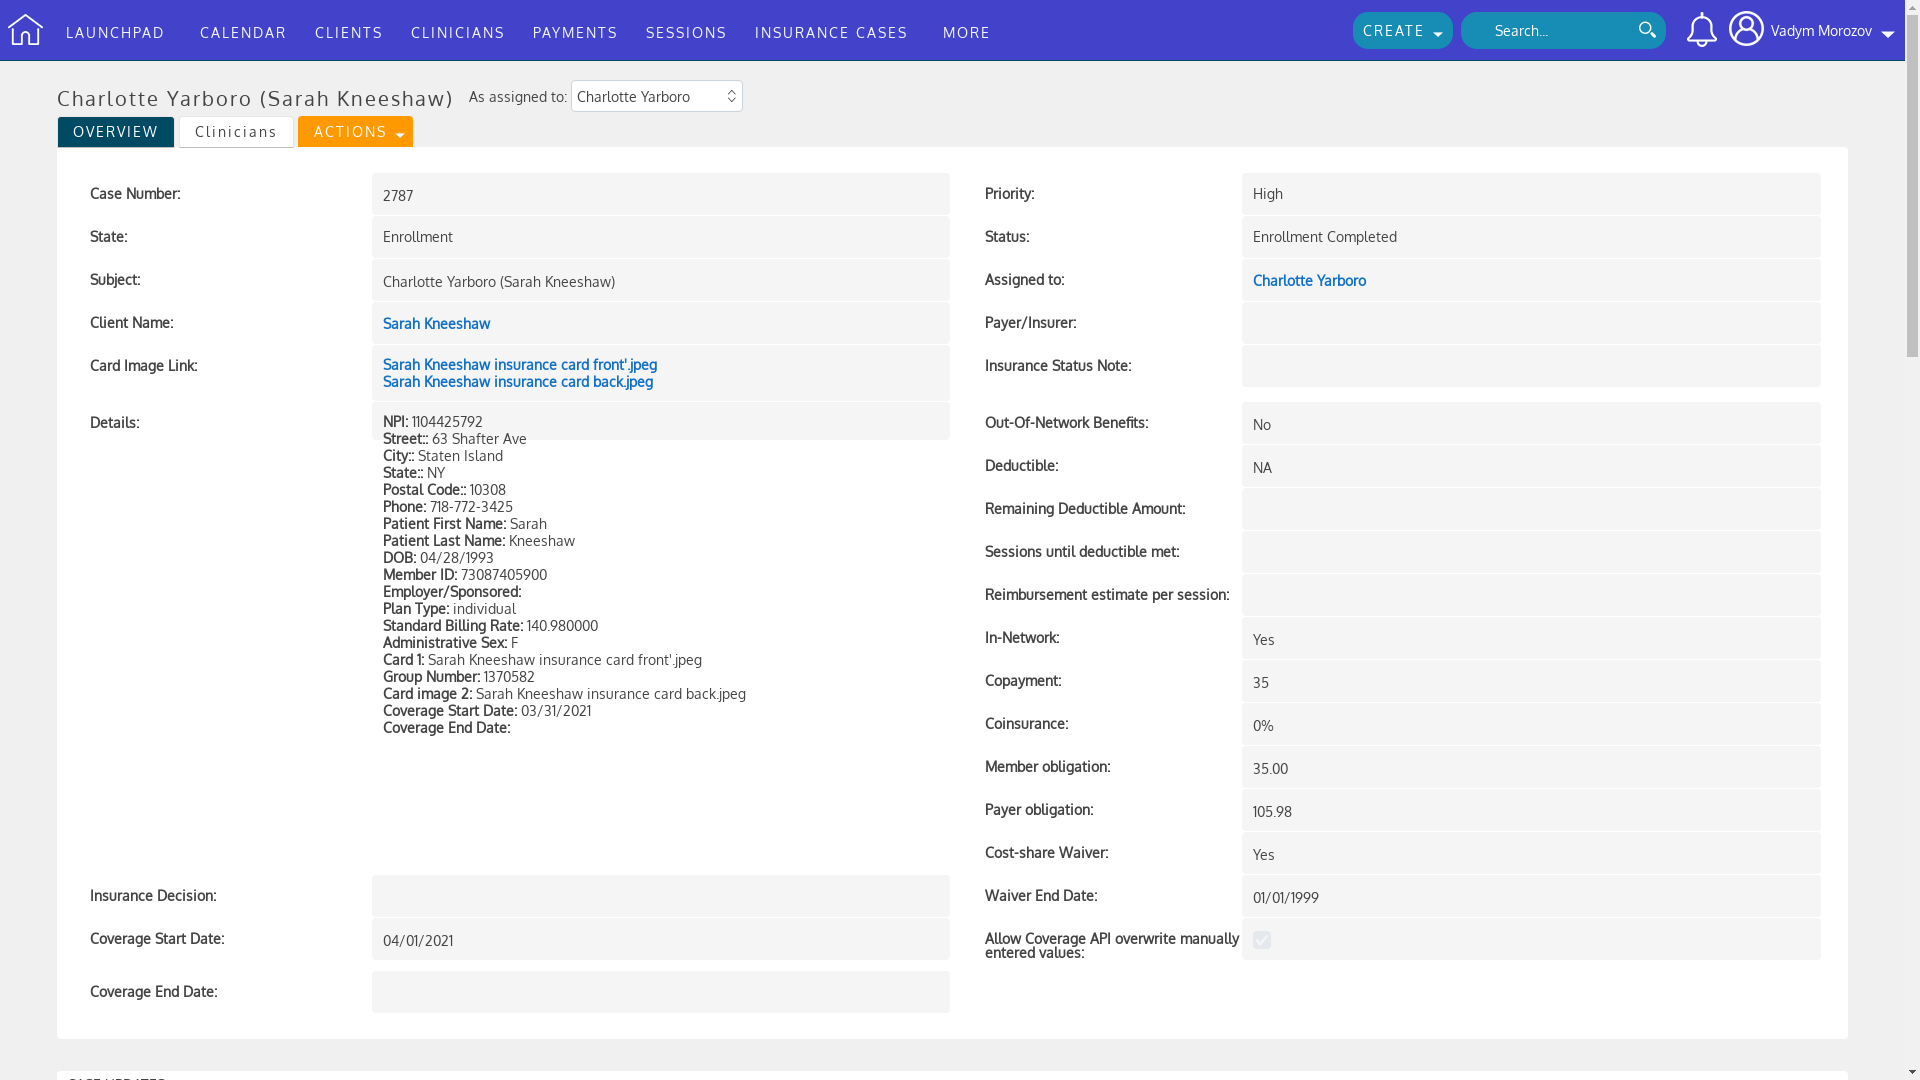 LAUNCHPAD CALENDAR CLIENTS CLINICIANS PAYMENTS SESSIONS INSURANCE CASES MORE CREATE Search... Vadym Morozov
Charlotte Yarboro (Sarah Kneeshaw) As assigned to: Charlotte Yarboro
OVERVIEW Clinicians ACTIONS
Case Number: 2787
Priority: High
State: Enrollment
Status: Enrollment Completed
Subject: Charlotte Yarboro (Sarah Kneeshaw)
Assigned to: Charlotte Yarboro
Client Name: Sarah Kneeshaw
Payer/Insurer:
Card Image Link: Sarah Kneeshaw insurance card front'.jpeg
Sarah Kneeshaw insurance card back.jpeg
Insurance Status Note:
Details: NPI: 1104425792
Street:: 63 Shafter Ave
City:: Staten Island
State:: NY
Postal Code:: 10308
Phone: 718-772-3425
Patient First Name: Sarah
Patient Last Name: Kneeshaw
DOB: 04/28/1993
Member ID: 73087405900
Employer/Sponsored:
Plan Type: individual
Standard Billing Rate: 140.980000
Administrative Sex: F
Card 1: Sarah Kneeshaw insurance card front'.jpeg
Group Number: 1370582
Card image 2: Sarah Kneeshaw insurance card back.jpeg
Coverage Start Date: 03/31/2021
Coverage End Date:
Out-Of-Network Benefits: No
Deductible: NA
Remaining Deductible Amount:
Sessions until deductible met:
Reimbursement estimate per session:
In-Network: Yes
Copayment: 35
Coinsurance: 0%
Member obligation: 35.00
Payer obligation: 105.98
Cost-share Waiver: Yes
Insurance Decision:
Waiver End Date: 01/01/1999
Coverage Start Date: 04/01/2021
Allow Coverage API overwrite manually
entered values:
Coverage End Date:
CASE UPDATES